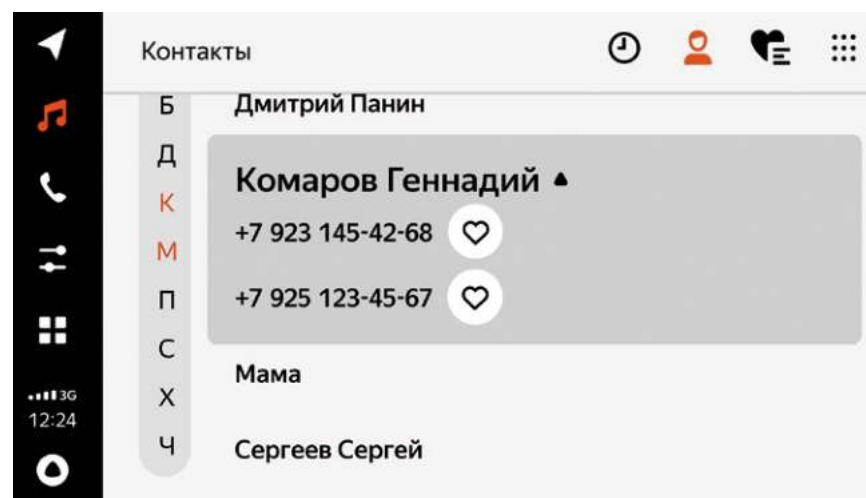 Контакты
Б
Д
К
М
П
С
Х
Ч
Дмитрий Панин
Комаров Геннадий
+7 923 145-42-68
+7 925 123-45-67
Мама
Сергеев Сергей
3G
12:24